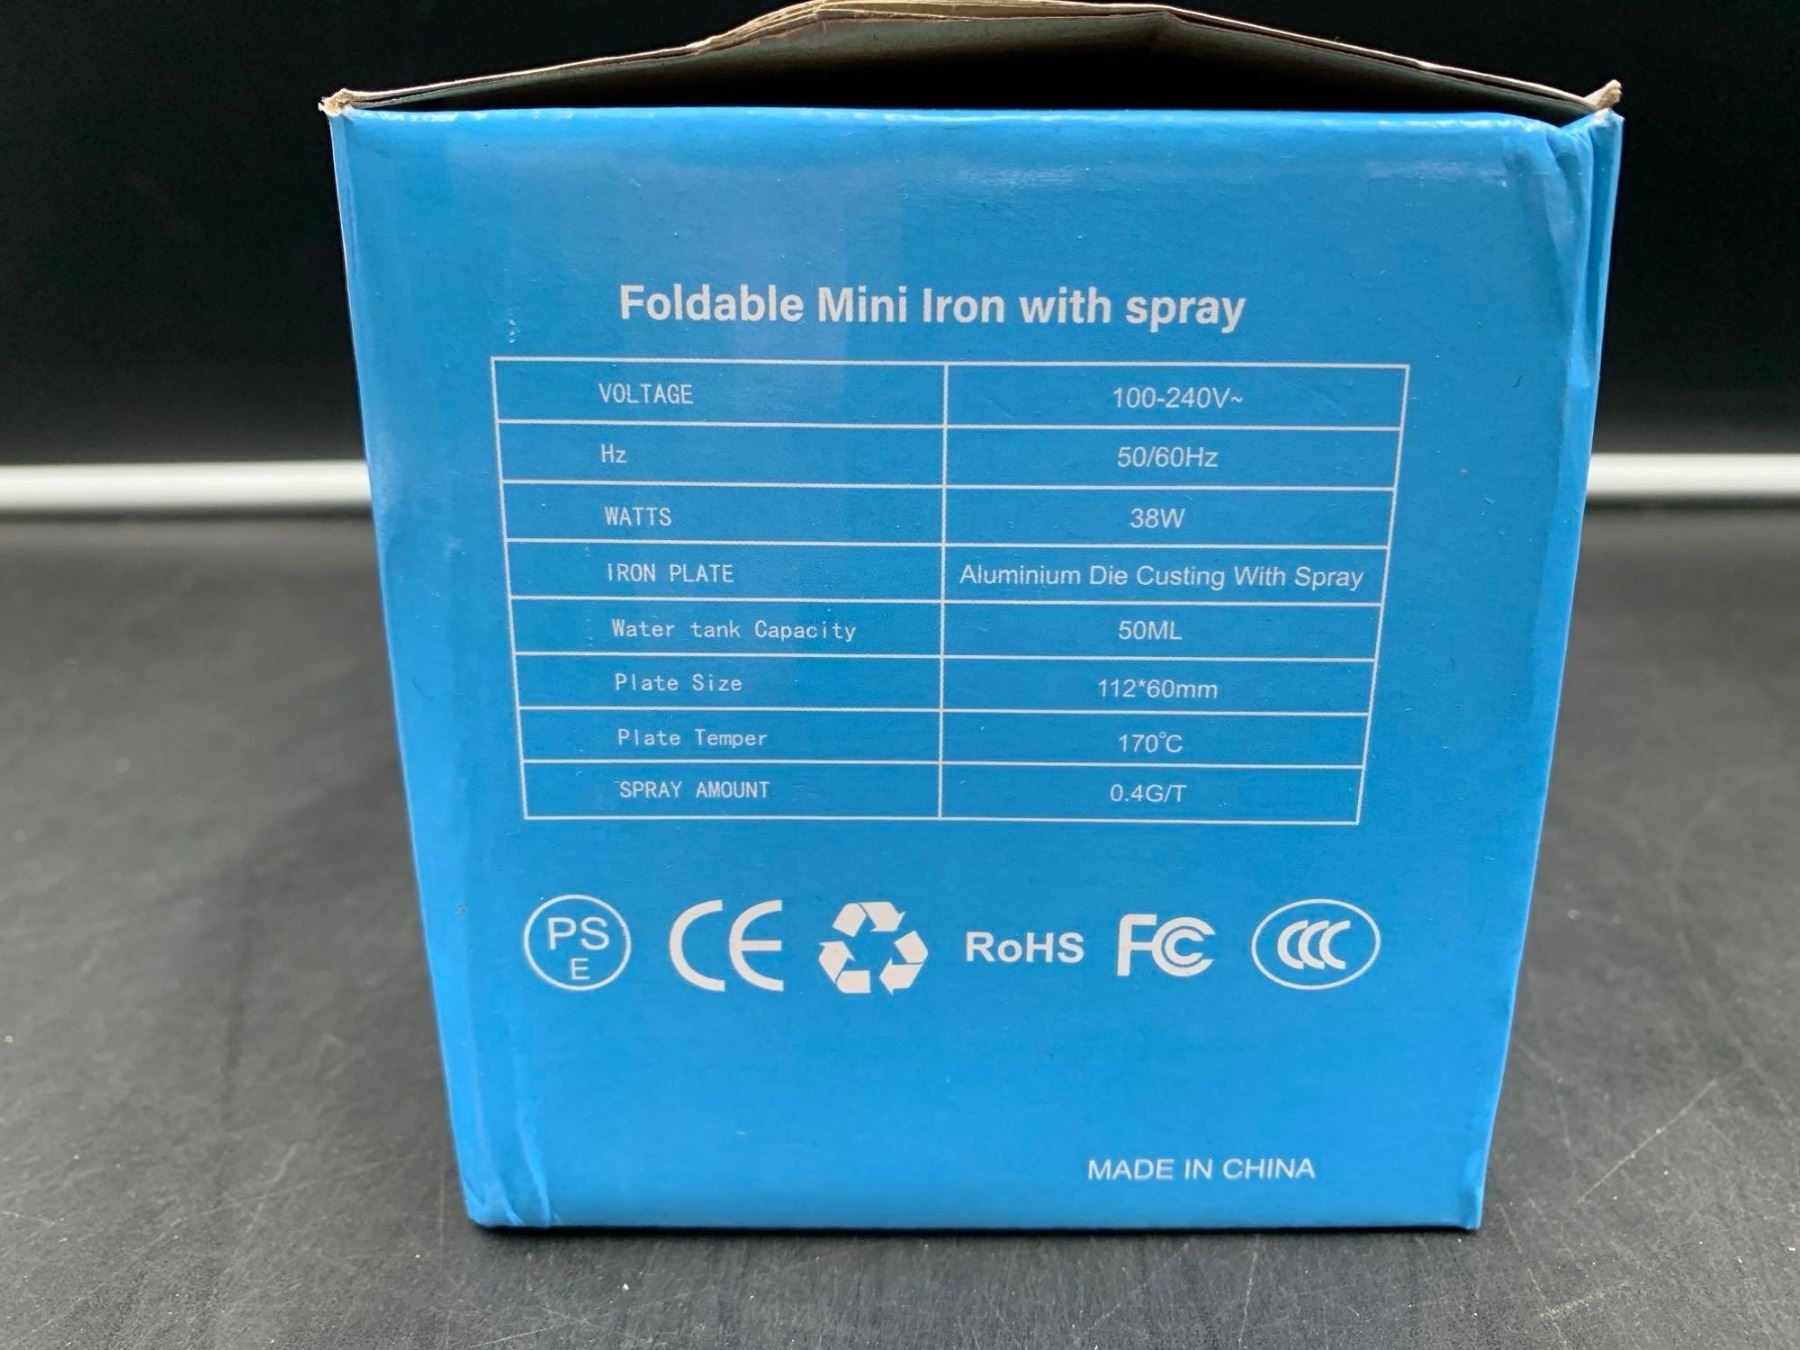 Foldable Mini Iron with spray
VOLTAGE 100-240V~
Hz 50/60Hz
WATTS 38W
IRON PLATE Aluminium Die Custing With Spray
Water tank Capacity 50ML
Plate Size 112*60mm
Plate Temper 170℃
SPRAY AMOUNT 0.4G/T
PS E CE RoHS FC CCC
MADE IN CHINA